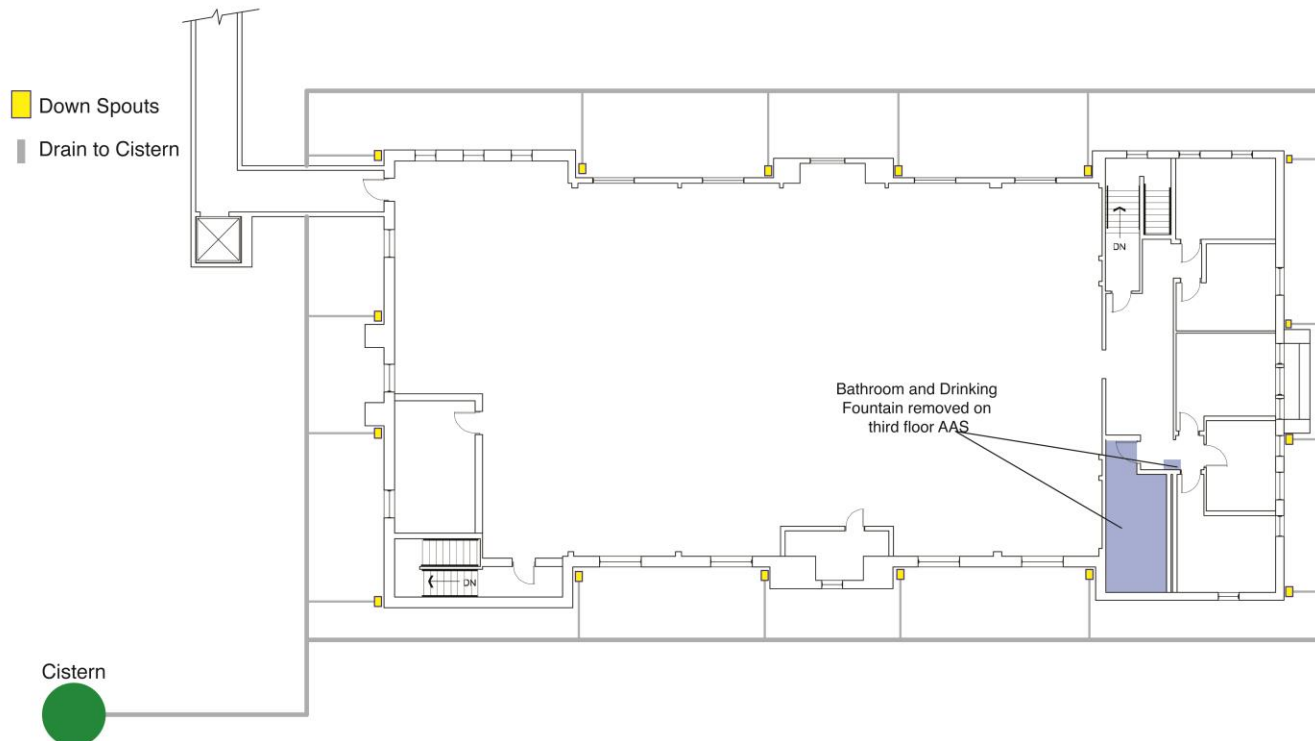 Down Spouts
Drain to Cistern
DN
Bathroom and Drinking
Fountain removed on
third floor AAS
DN
Cistern